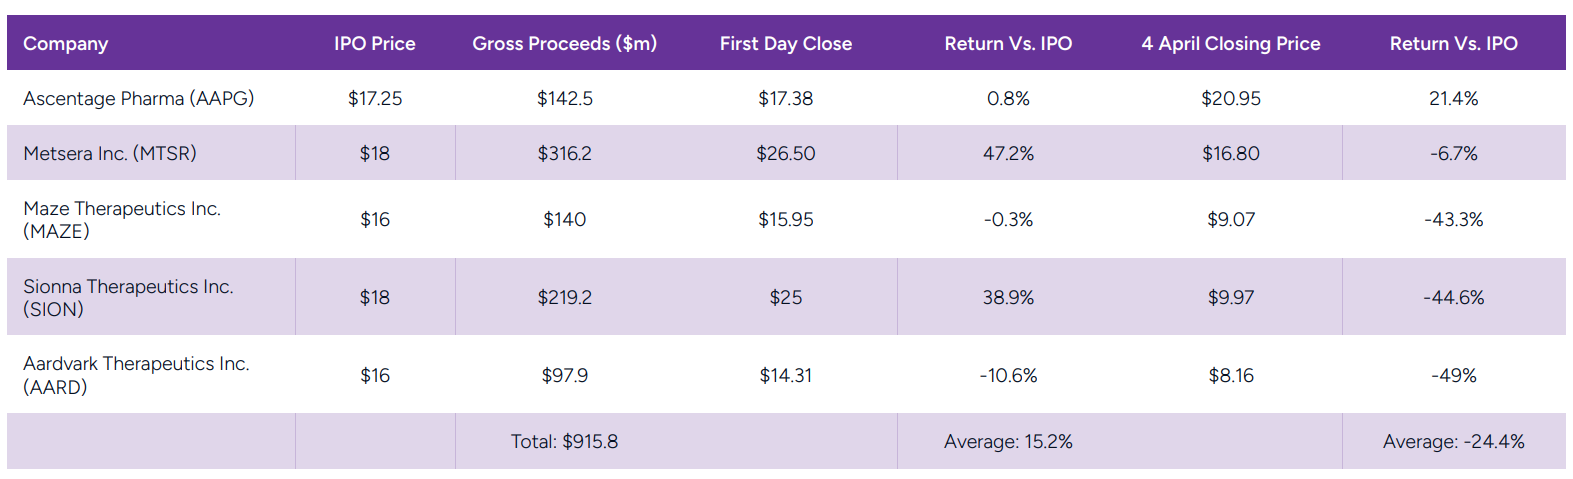 Company IPO Price Gross Proceeds ($m) First Day Close Return Vs. IPO 4 April Closing Price Return Vs. IPO
Ascentage Pharma (AAPG) $17.25 $142.5 $17.38 0.8% $20.95 21.4%
Metsera Inc. (MTSR) $18 $316.2 $26.50 47.2% $16.80 -6.7%
Maze Therapeutics Inc.
(MAZE) $16 $140 $15.95 -0.3% $9.07 -43.3%
Sionna Therapeutics Inc.
(SION) $18 $219.2 $25 38.9% $9.97 -44.6%
Aardvark Therapeutics Inc.
(AARD) $16 $97.9 $14.31 -10.6% $8.16 -49%
Total: $915.8 Average: 15.2% Average: -24.4%